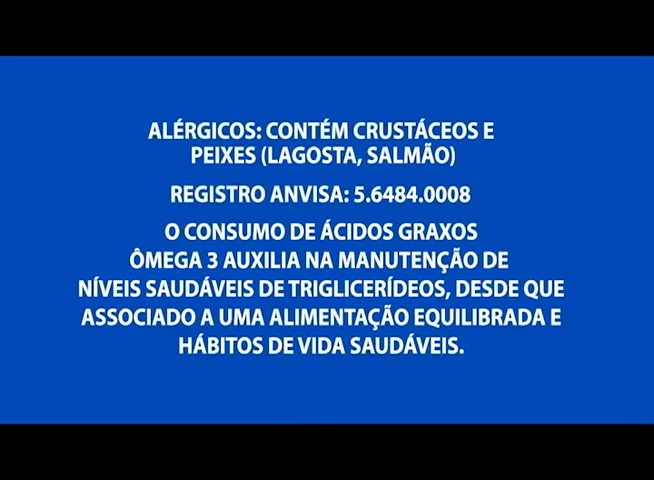 ALÉRGICOS: CONTÉM CRUSTÁCEOS E
PEIXES (LAGOSTA, SALMÃO)
REGISTRO ANVISA: 5.6484.0008
O CONSUMO DE ÁCIDOS GRAXOS
ÔMEGA 3 AUXILIA NA MANUTENÇÃO DE
NÍVEIS SAUDÁVEIS DE TRIGLICERÍDEOS, DESDE QUE
ASSOCIADO A UMA ALIMENTAÇÃO EQUILIBRADA E
HÁBITOS DE VIDA SAUDÁVEIS.